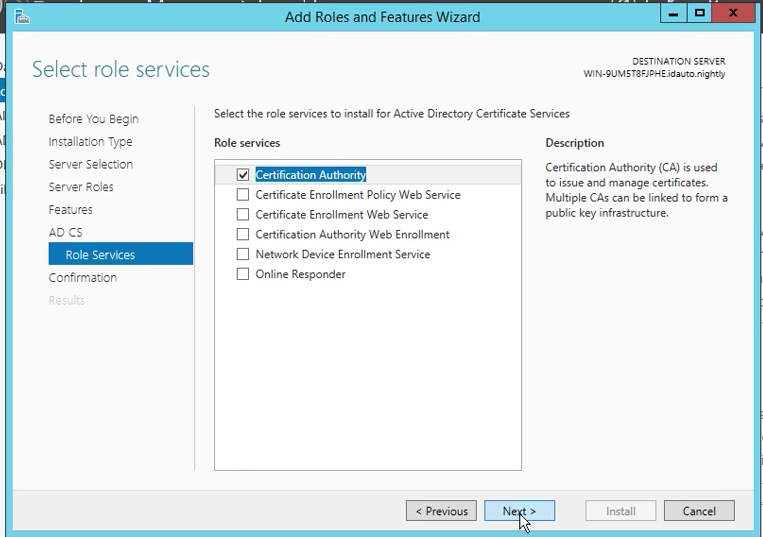 Add Roles and Features Wizard
Select role services
DESTINATION SERVER
WIN-9UM5T8FJPHE.idauto.nightly
Before You Begin
Installation Type
Server Selection
Server Roles
Features
AD CS
Role Services
Confirmation
Results
Select the role services to install for Active Directory Certificate Services
Role services
Certification Authority
Certificate Enrollment Policy Web Service
Certificate Enrollment Web Service
Certification Authority Web Enrollment
Network Device Enrollment Service
Online Responder
Description
Certification Authority (CA) is used
to issue and manage certificates.
Multiple CAs can be linked to form a
public key infrastructure.
< Previous
Next >
Install
Cancel